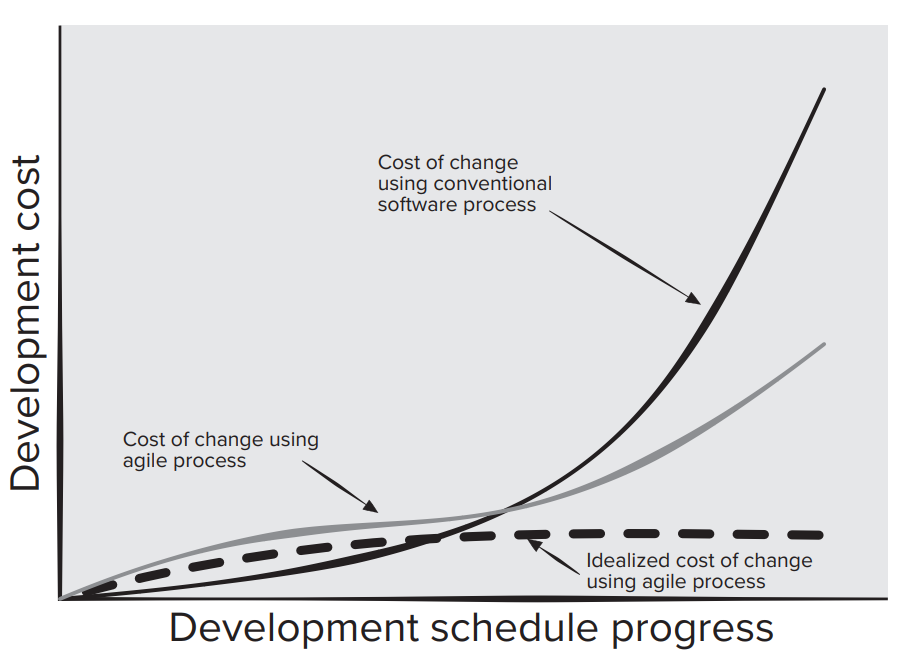 Development cost
Cost of change
using conventional
software process
Cost of change using
agile process
Idealized cost of change
using agile process
Development schedule progress